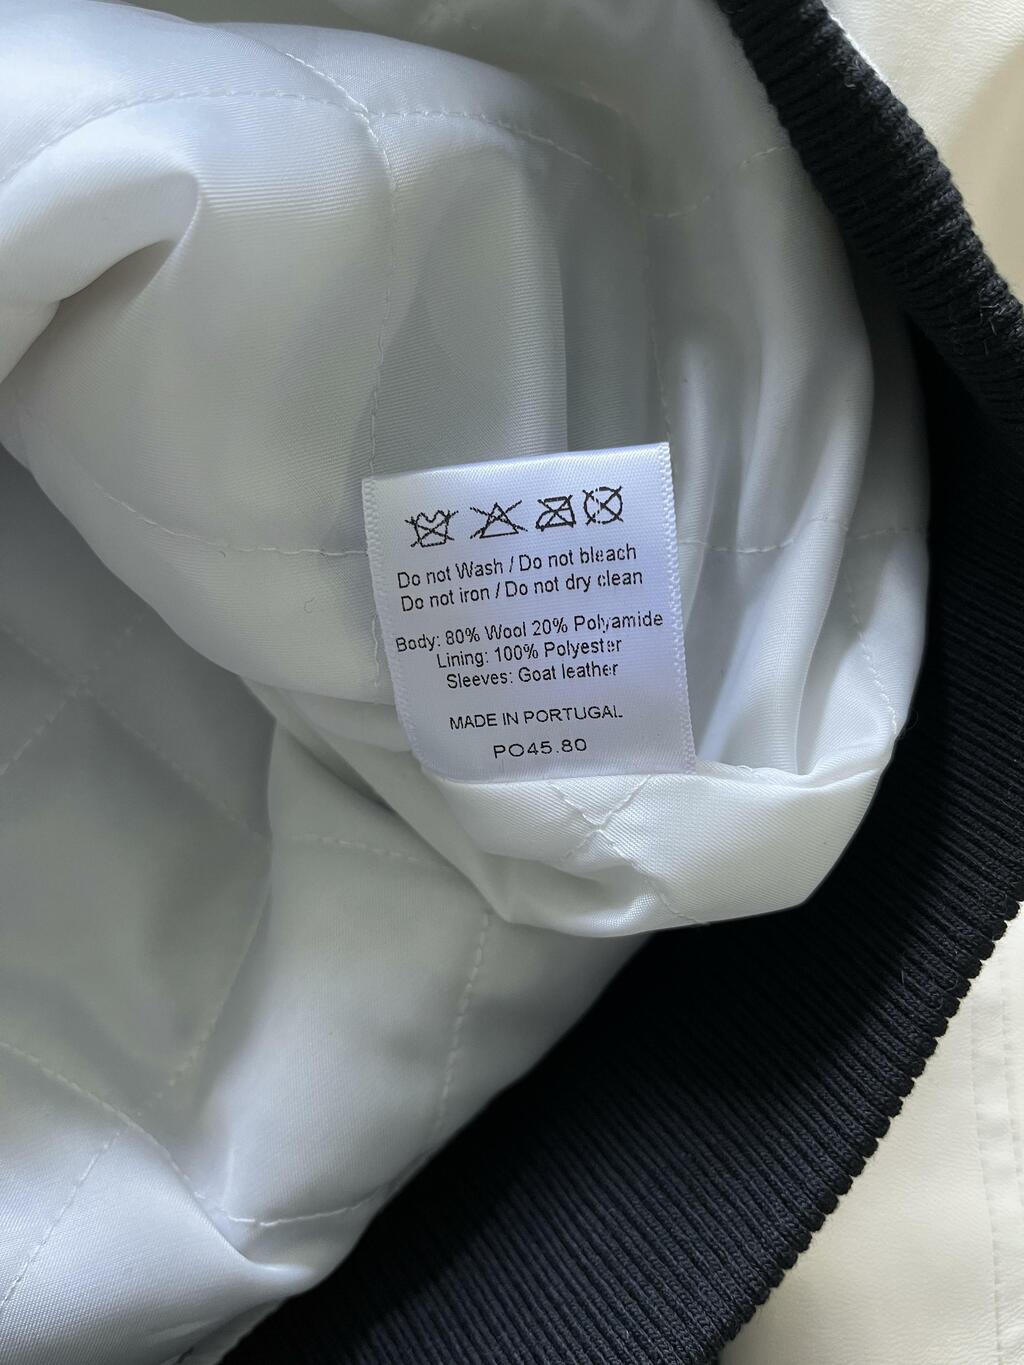 Do not Wash / Do not bleach
Do not iron / Do not dry clean
Body: 80% Wool 20% Polyamide
Lining: 100% Polyester
Sleeves: Goat leather
MADE IN PORTUGAL
PO45.80